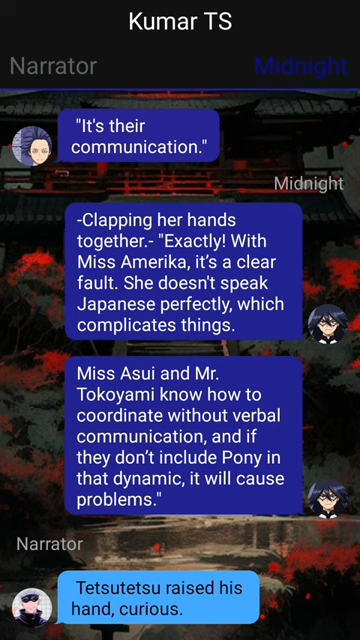 Kumar TS
Narrator
Midnight
"It's their
communication."
Midnight
-Clapping her hands
together.- "Exactly! With
Miss Amerika, it’s a clear
fault. She doesn't speak
Japanese perfectly, which
complicates things.
Miss Asui and Mr.
Tokoyami know how to
coordinate without verbal
communication, and if
they don’t include Pony in
that dynamic, it will cause
problems."
Narrator
Tetsutetsu raised his
hand, curious.